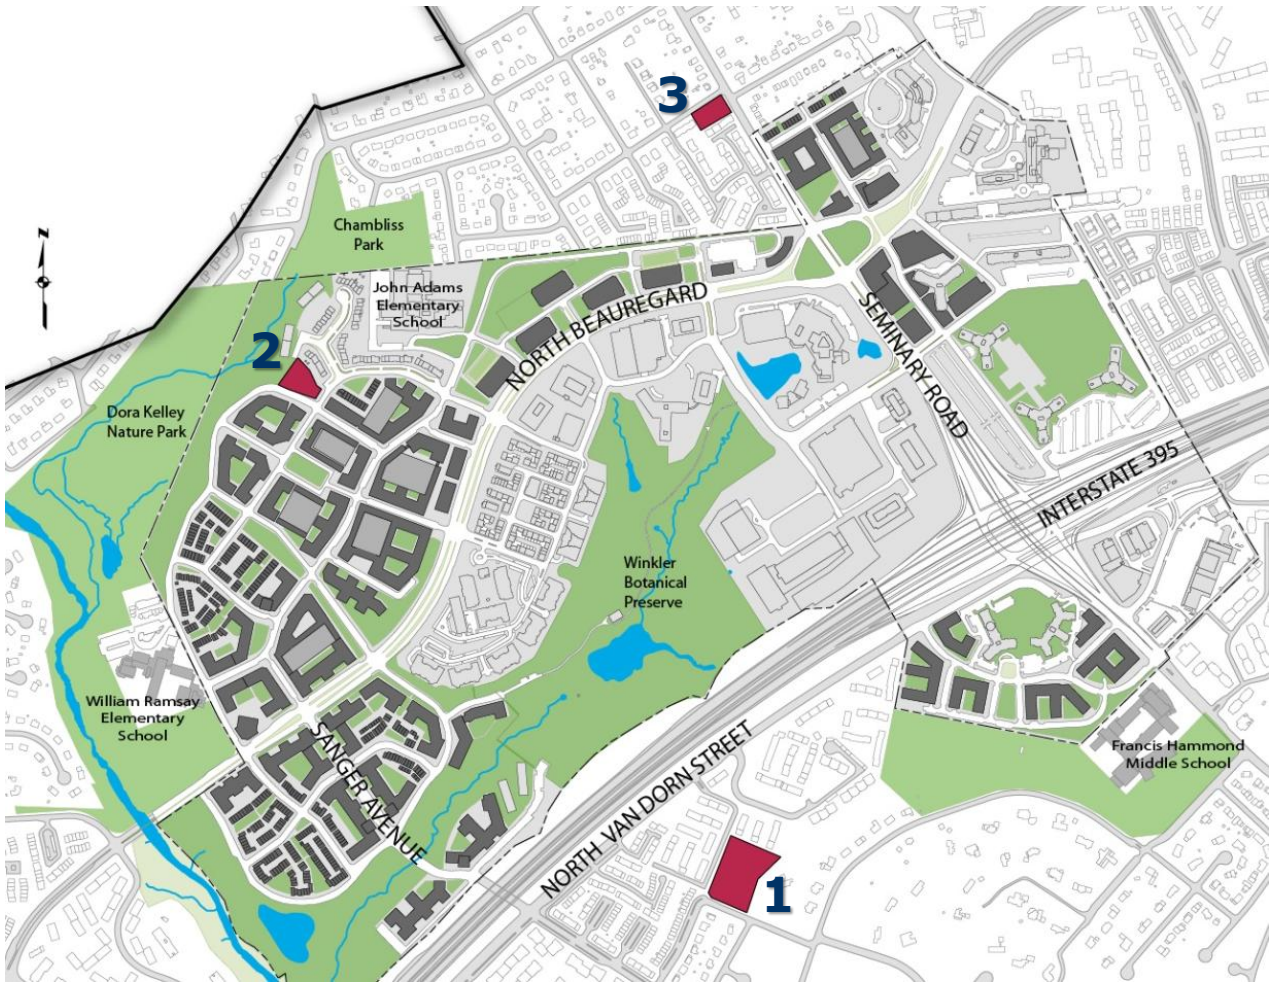 3
Chambliss
Park
N
John Adams
Elementary
School
NORTH BEAUREGARD
SEMINARY ROAD
2
Dora Kelley
Nature Park
INTERSTATE 395
Winkler
Botanical
Preserve
William Ramsay
Elementary
School
SANGER AVENUE
NORTH VAN DORN STREET
Francis Hammond
Middle School
1